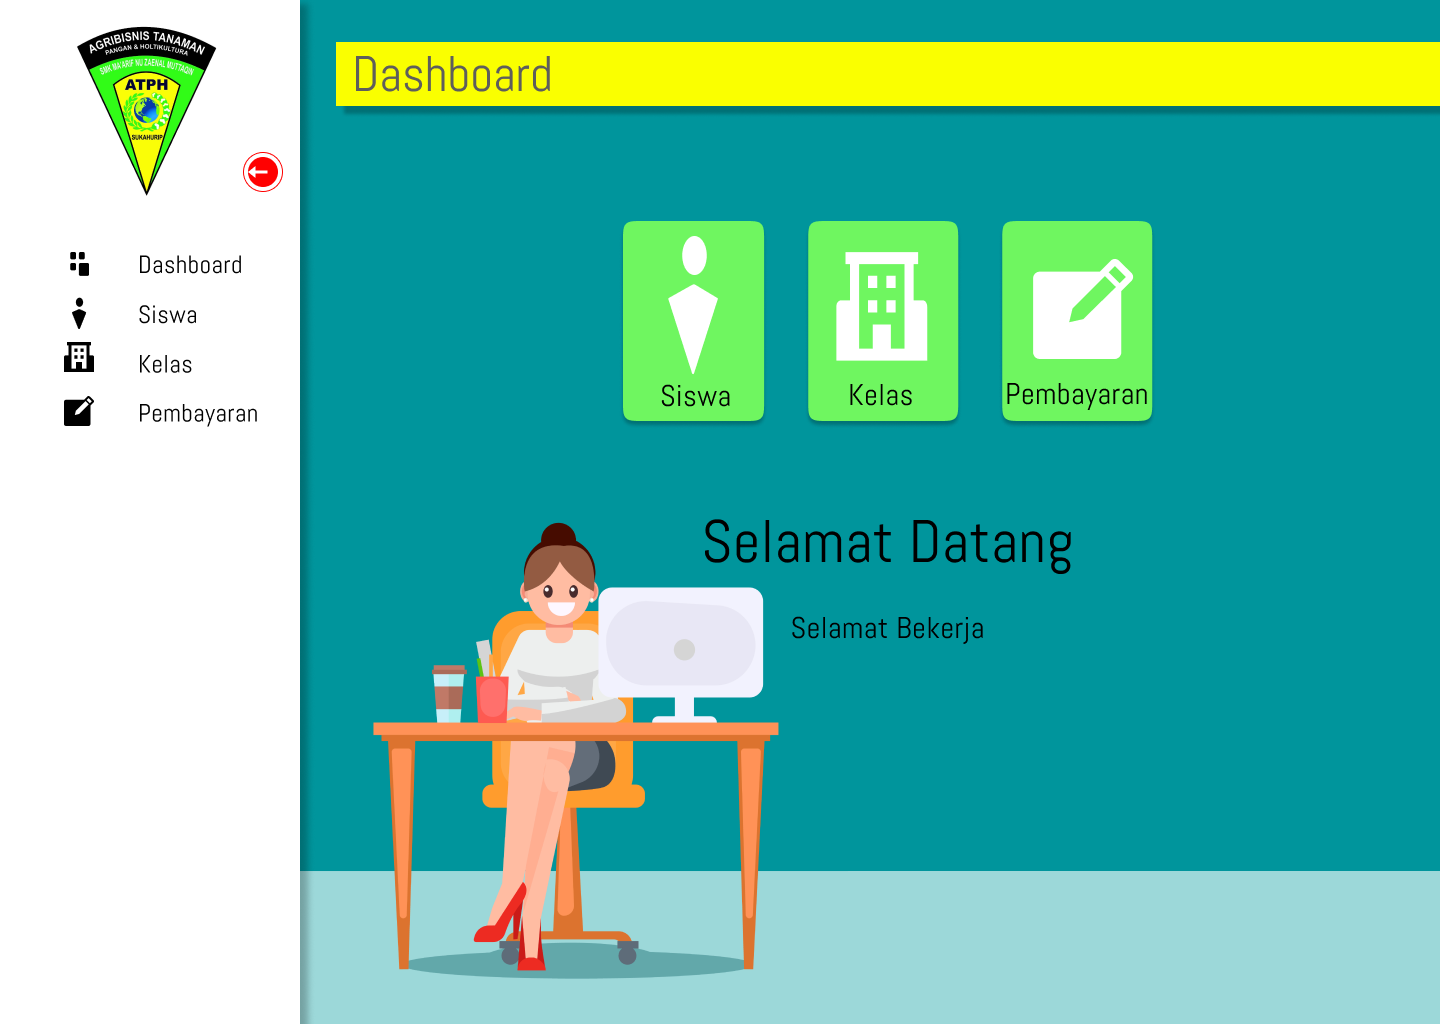 AGRIBISNIS TANAMAN
PANGAN & HOLTIKULTURA
SMK MA'ARIF NU ZAENAL MUTTAQIN
ATPH
SUKAHURIP
Dashboard
Siswa
Kelas
Pembayaran
Dashboard
Siswa
Kelas
Pembayaran
Selamat Datang
Selamat Bekerja